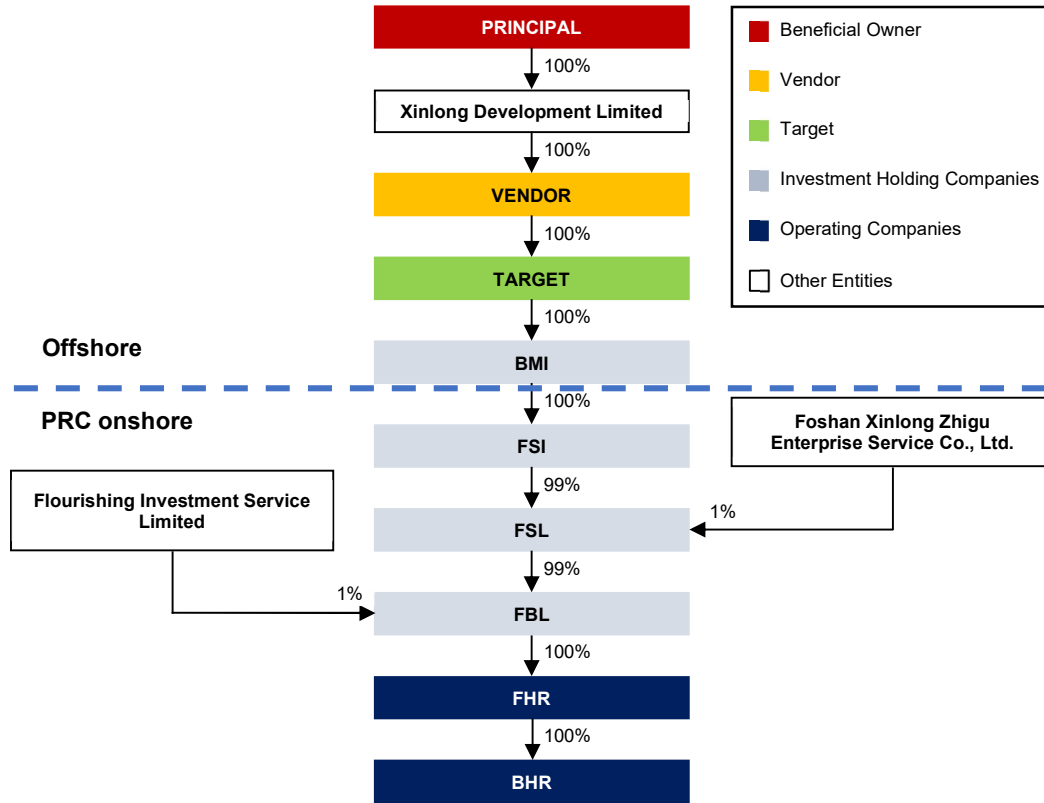 PRINCIPAL
100%
Xinlong Development Limited
100%
VENDOR
100%
TARGET
100%
BMI
Beneficial Owner
Vendor
Target
Investment Holding Companies
Operating Companies
Other Entities
Offshore
PRC onshore
100%
FSI
Foshan Xinlong Zhigu
Enterprise Service Co., Ltd.
99%
Flourishing Investment Service
Limited
FSL
1%
99%
1%
FBL
100%
FHR
100%
BHR